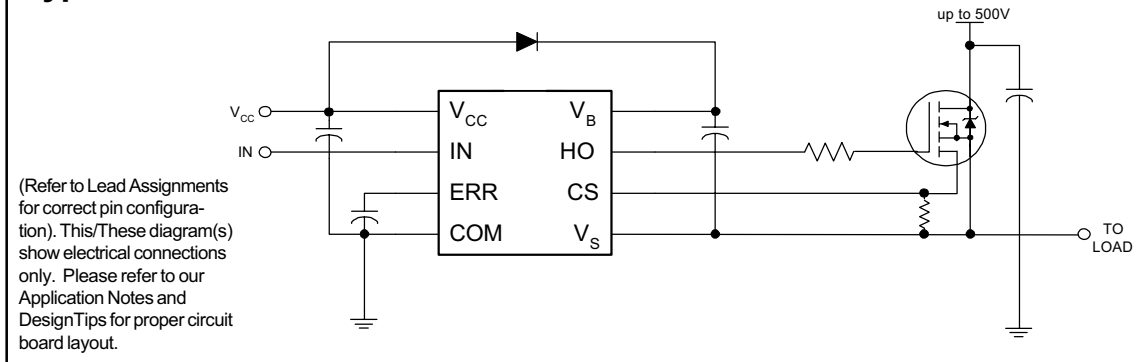 up to 500V
VCC
IN
VCC
VB
IN
HO
ERR
CS
COM
VS
TO
LOAD
(Refer to Lead Assignments
for correct pin configura-
tion). This/These diagram(s)
show electrical connections
only. Please refer to our
Application Notes and
DesignTips for proper circuit
board layout.